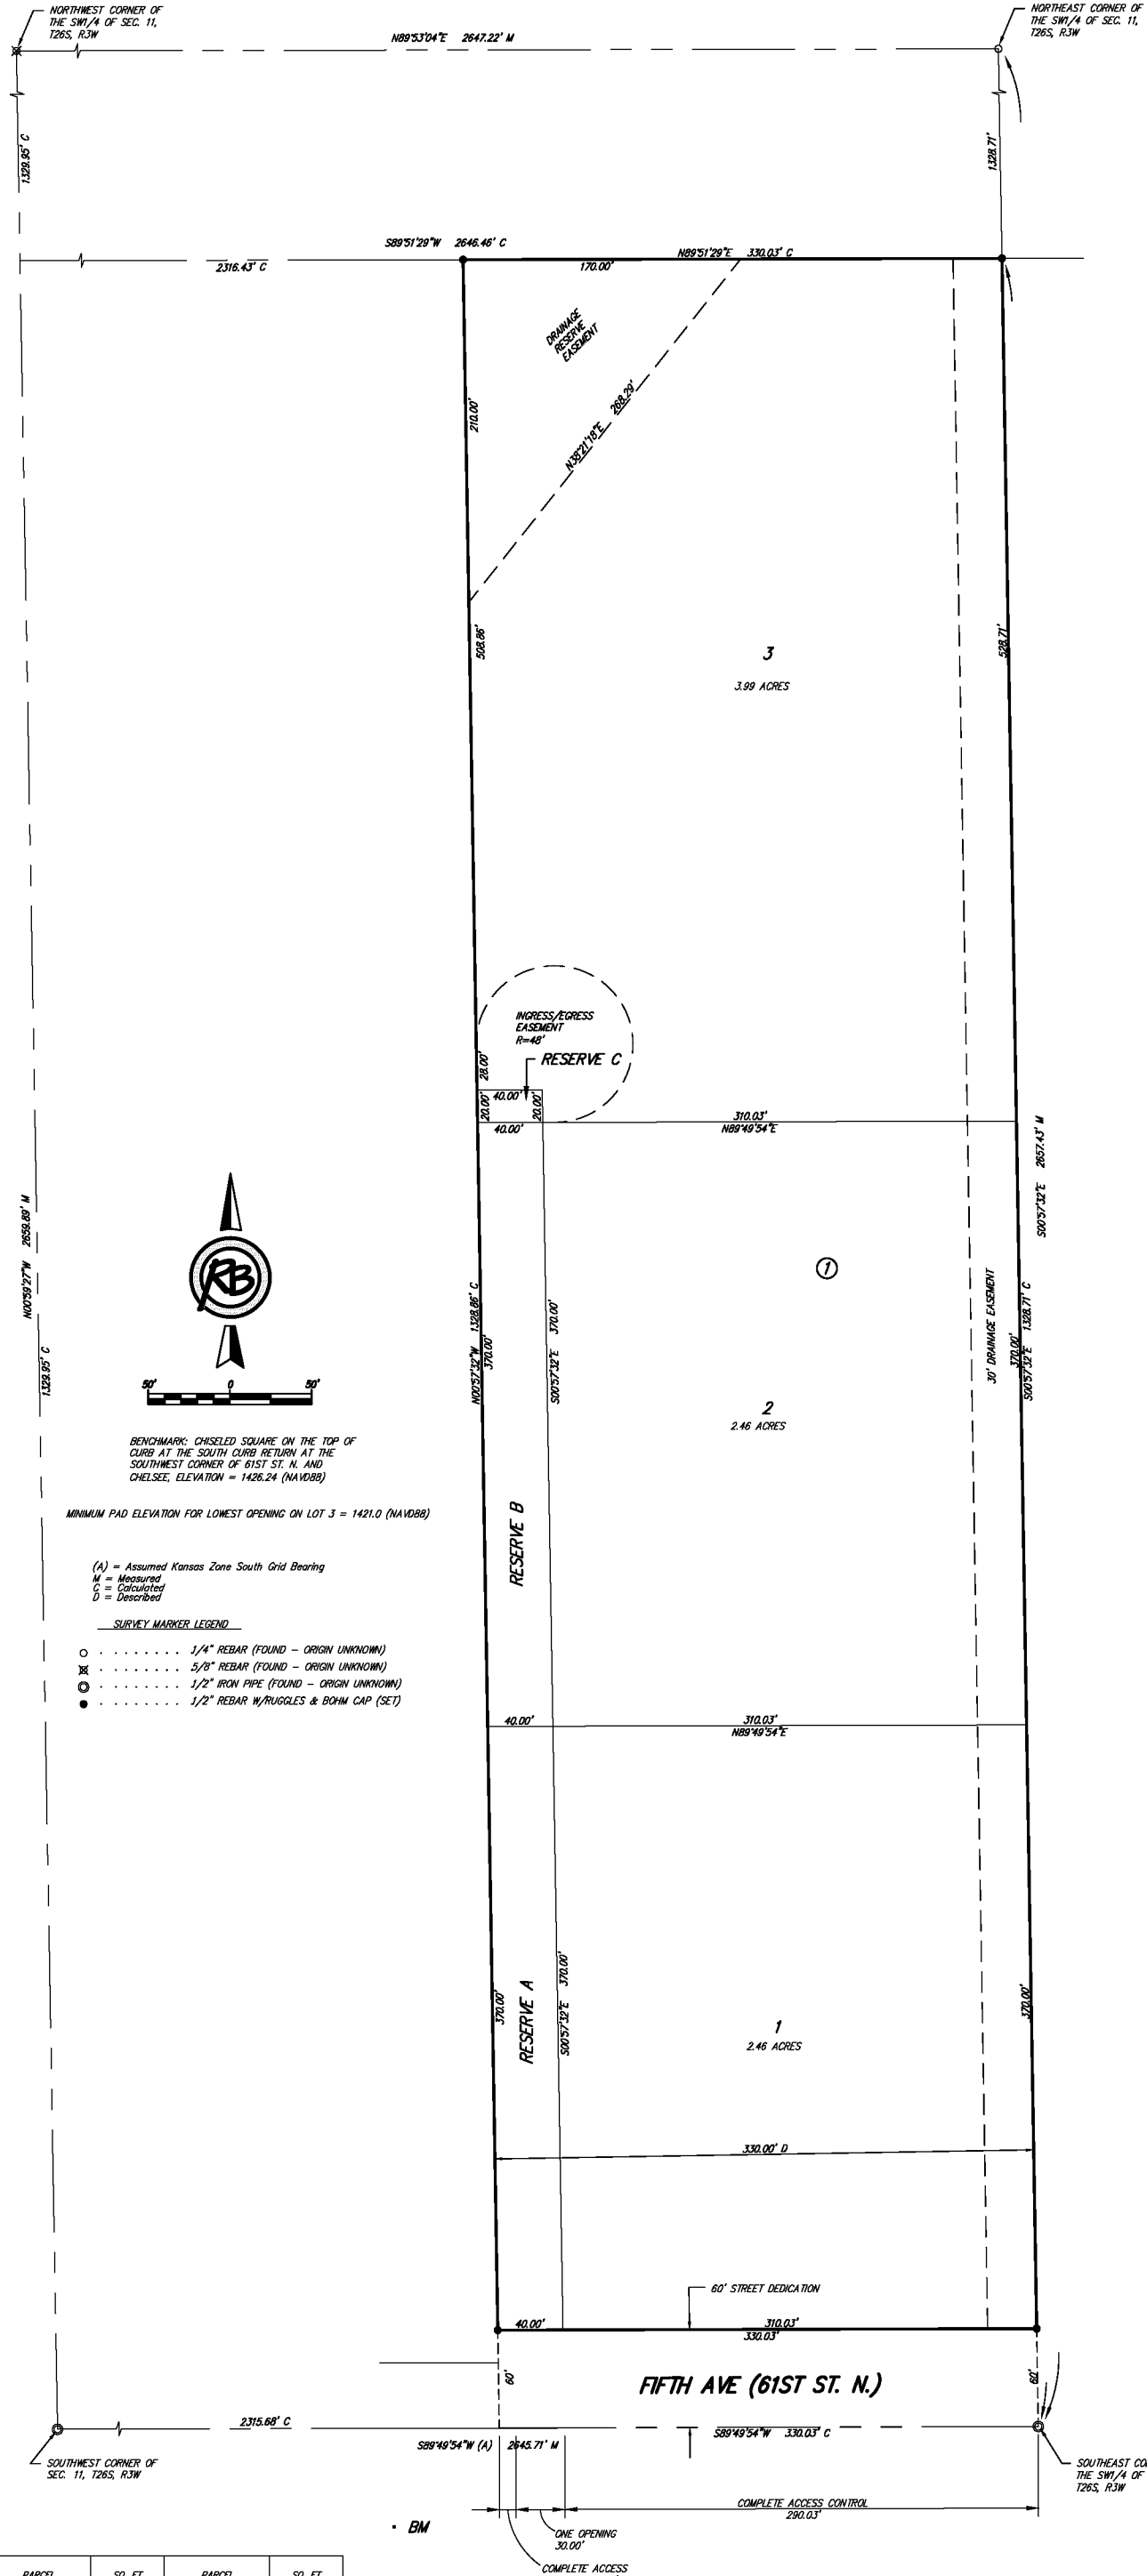 NORTHWEST CORNER OF
THE SW1/4 OF SEC. 11,
T26S, R3W
NORTHEAST CORNER OF
THE SW1/4 OF SEC. 11,
T26S, R3W
N89°53'04"E 2647.22' M
1329.95' C
1328.71'
S89°51'29"W 2646.46' C
2316.43' C
N89°51'29"E 330.03' C
170.00'
DRAINAGE
RESERVE
EASEMENT
210.00'
N38°21'18"E 268.29'
508.86'
528.71'
3
3.99 ACRES
INGRESS/EGRESS
EASEMENT
R=48'
RESERVE C
28.00'
40.00'
20.00'
20.00'
40.00'
310.03'
N89°49'54"E
S00°57'32"E 2657.43' M
N00°59'27"W 2659.89' M
1329.95' C
RB
50' 0 50'
BENCHMARK: CHISELED SQUARE ON THE TOP OF
CURB AT THE SOUTH CURB RETURN AT THE
SOUTHWEST CORNER OF 61ST ST. N. AND
CHELSEE, ELEVATION = 1426.24 (NAVD88)
MINIMUM PAD ELEVATION FOR LOWEST OPENING ON LOT 3 = 1421.0 (NAVD88)
(A) = Assumed Kansas Zone South Grid Bearing
M = Measured
C = Calculated
D = Described
SURVEY MARKER LEGEND
. . . . . . . . 3/4" REBAR (FOUND - ORIGIN UNKNOWN)
. . . . . . . . 5/8" REBAR (FOUND - ORIGIN UNKNOWN)
. . . . . . . . 1/2" IRON PIPE (FOUND - ORIGIN UNKNOWN)
. . . . . . . . 1/2" REBAR W/RUGGLES & BOHM CAP (SET)
N00°57'32"W 1328.86' C
370.00'
S00°57'32"E 370.00'
1
30' DRAINAGE EASEMENT
370.00'
S00°57'32"E 1328.71' C
2
2.46 ACRES
RESERVE B
40.00'
310.03'
N89°49'54"E
370.00'
RESERVE A
S00°57'32"E 370.00'
370.00'
1
2.46 ACRES
330.00' D
60' STREET DEDICATION
40.00'
310.03'
330.03'
60'
FIFTH AVE (61ST ST. N.)
60'
2315.68' C
S89°49'54"W (A) 2645.71' M
S89°49'54"W 330.03' C
SOUTHWEST CORNER OF
SEC. 11, T26S, R3W
SOUTHEAST CO
THE SW1/4 OF
T26S, R3W
COMPLETE ACCESS CONTROL
290.03'
BM
ONE OPENING
30.00'
COMPLETE ACCESS
PARCEL SQ. FT. PARCEL SQ. FT.